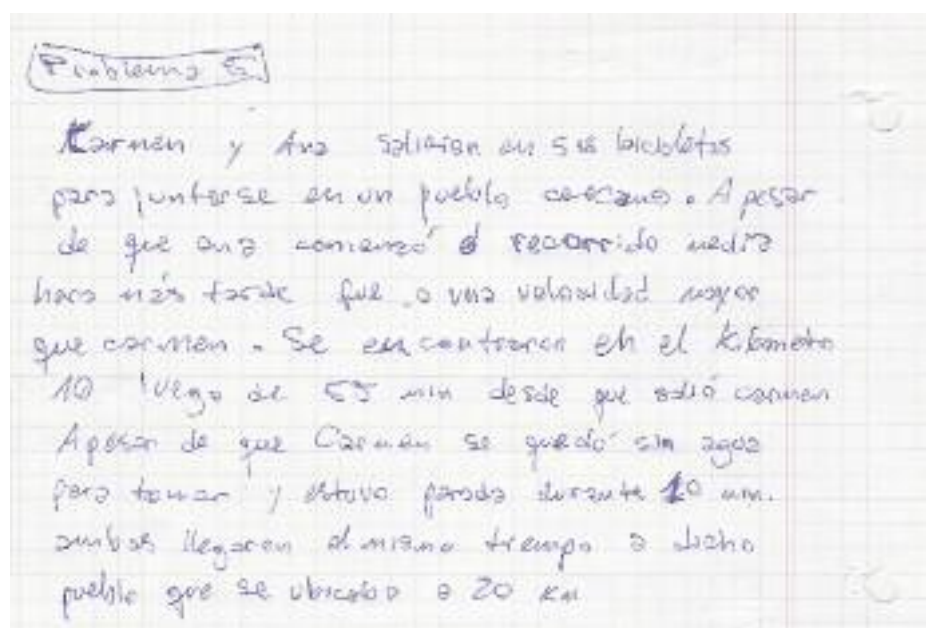 Problema 5.
Carmen y Ana salieron en sus bicicletas
para juntarse en un pueblo cercano. Apesar
de que ana comenzó el recorrido media
hora más tarde fue a una velocidad mayor
que carmen. Se encontraron en el kilometro
10 luego de 55 min desde que salió carmen
Apesar de que Carmen se quedó sin agua
para tomar y estuvo parada durante 10 min.
ambas llegaron al mismo tiempo a dicho
pueblo que se ubicaba a 20 km